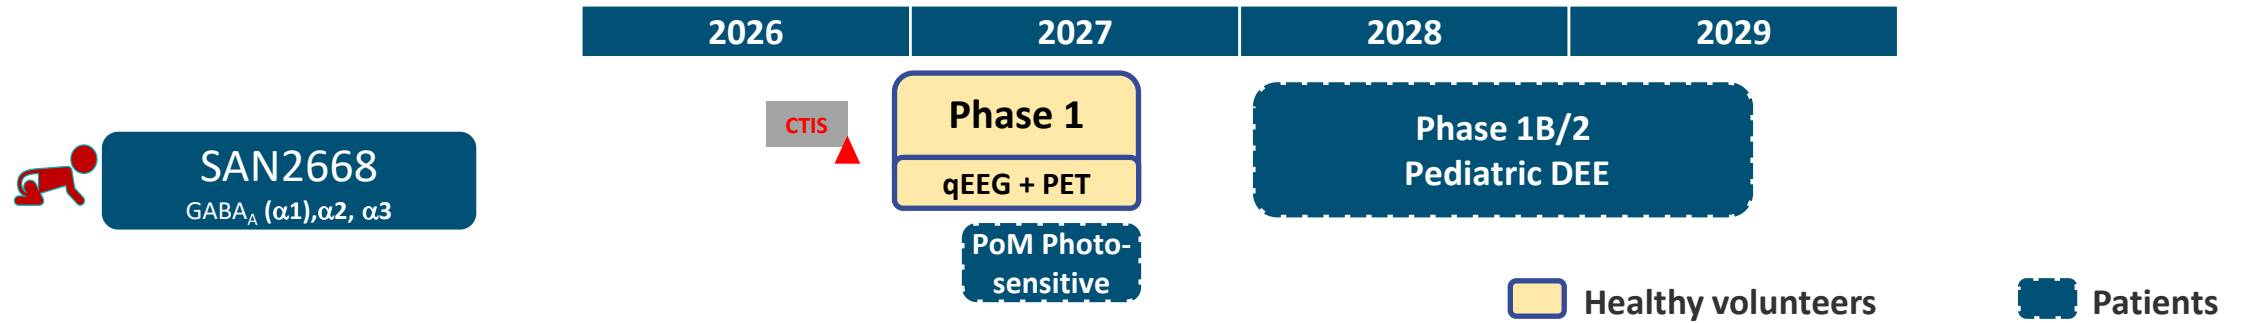 2026 2027 2028 2029
CTIS
Phase 1
qEEG + PET
SAN2668
GABAA (α1),α2, α3
Phase 1B/2
Pediatric DEE
PoM Photo-
sensitive
Healthy volunteers
Patients